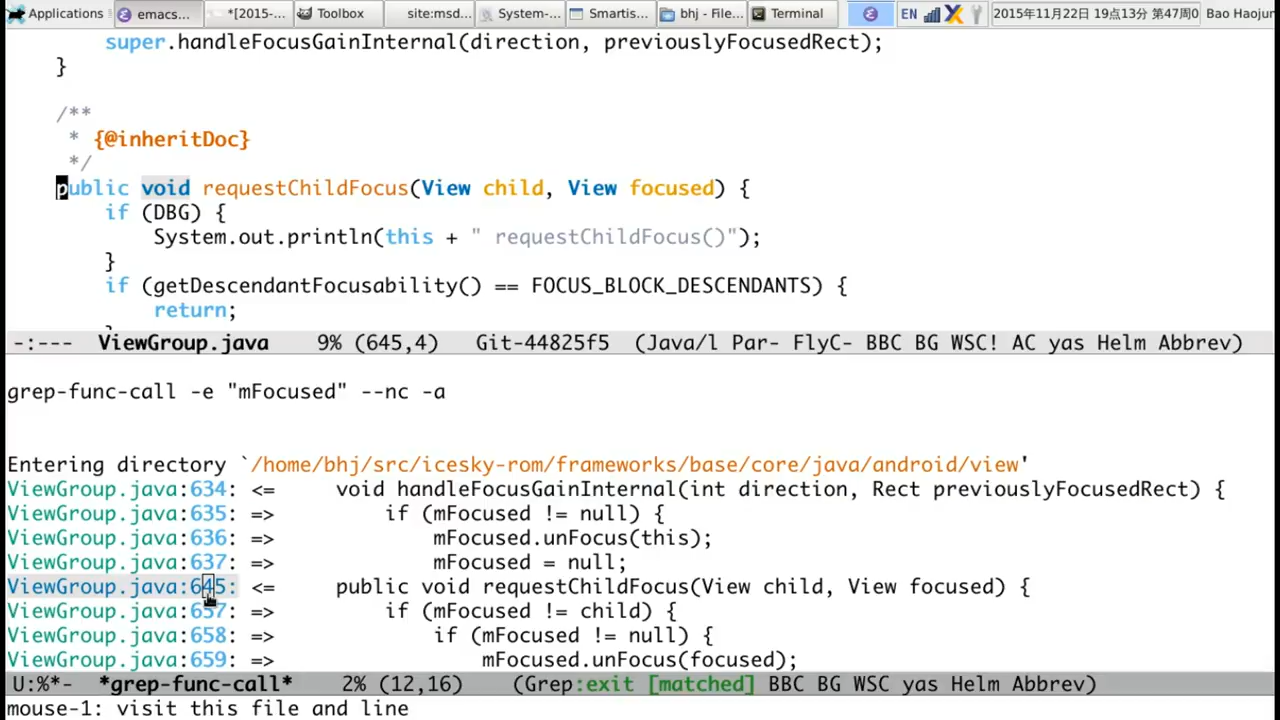 Applications emacs... *[2015-... Toolbox site:msd... System-... Smartis... bhj - File... Terminal EN 2015年11月22日 19点13分 第47周0 Bao Haojun
super.handleFocusGainInternal(direction, previouslyFocusedRect);
}
/**
* {@inheritDoc}
*/
public void requestChildFocus(View child, View focused) {
if (DBG) {
System.out.println(this + " requestChildFocus()");
}
if (getDescendantFocusability() == FOCUS_BLOCK_DESCENDANTS) {
return;
-:--- ViewGroup.java 9% (645,4) Git-44825f5 (Java/l Par- FlyC- BBC BG WSC! AC yas Helm Abbrev)
grep-func-call -e "mFocused" --nc -a
Entering directory `/home/bhj/src/icesky-rom/frameworks/base/core/java/android/view'
ViewGroup.java:634: <= void handleFocusGainInternal(int direction, Rect previouslyFocusedRect) {
ViewGroup.java:635: => if (mFocused != null) {
ViewGroup.java:636: => mFocused.unFocus(this);
ViewGroup.java:637: => mFocused = null;
ViewGroup.java:645: <= public void requestChildFocus(View child, View focused) {
ViewGroup.java:657: => if (mFocused != child) {
ViewGroup.java:658: => if (mFocused != null) {
ViewGroup.java:659: => mFocused.unFocus(focused);
U:%*- *grep-func-call* 2% (12,16) (Grep:exit [matched] BBC BG WSC yas Helm Abbrev)
mouse-1: visit this file and line